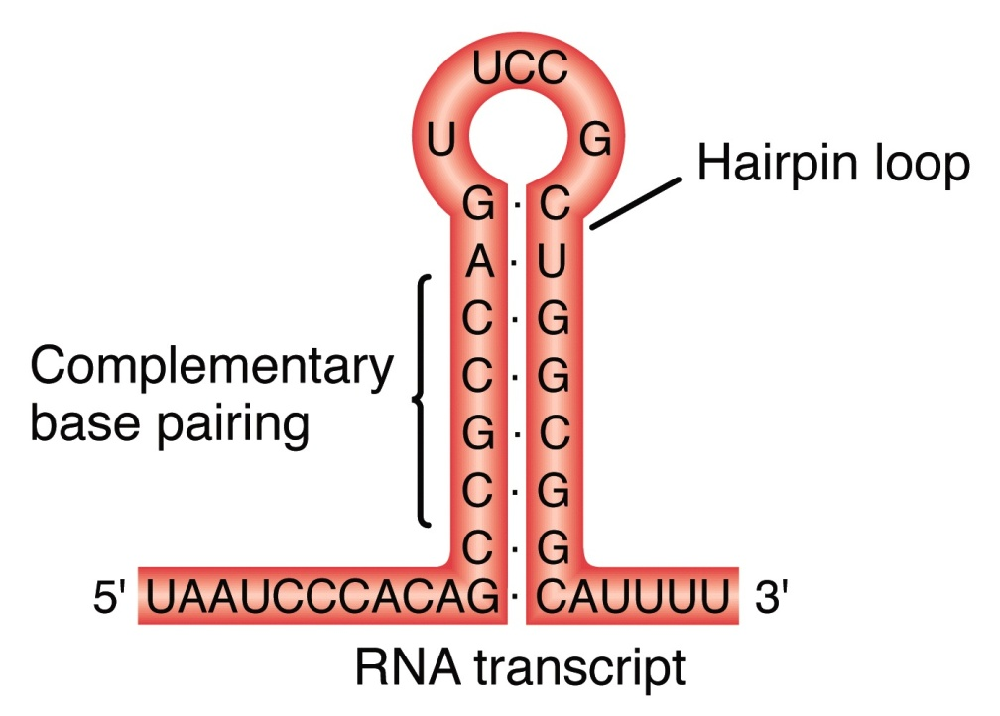 UCC
U G
G · C
Hairpin loop
A · U
C · G
C · G
G · C
C · G
C · G
Complementary
base pairing
5' UAAUCCCACAG · CAUUUU 3'
RNA transcript